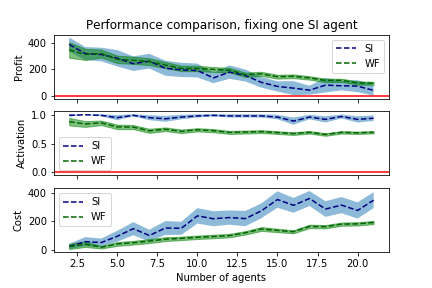 Performance comparison, fixing one SI agent
Profit
400
200
0
SI
WF
Activation
1.0
0.5
0.0
SI
WF
Cost
400
200
0
SI
WF
2.5 5.0 7.5 10.0 12.5 15.0 17.5 20.0
Number of agents